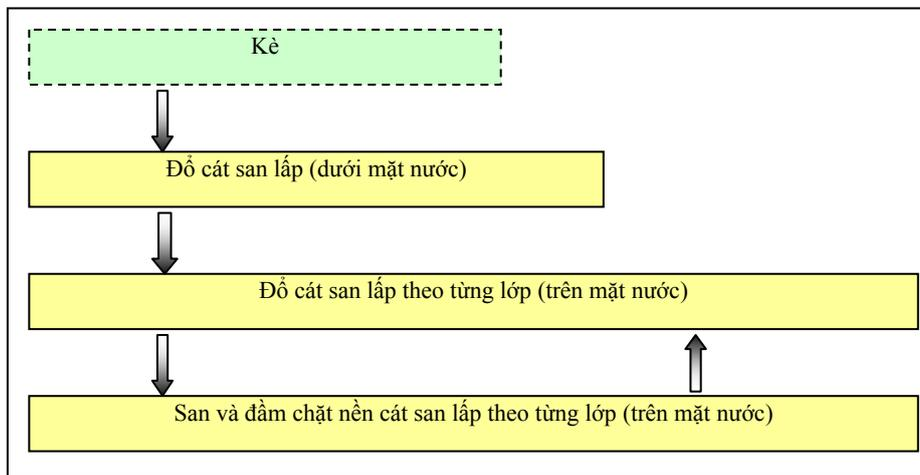 Kè
Đổ cát san lấp (dưới mặt nước)
Đổ cát san lấp theo từng lớp (trên mặt nước)
San và đầm chặt nền cát san lấp theo từng lớp (trên mặt nước)